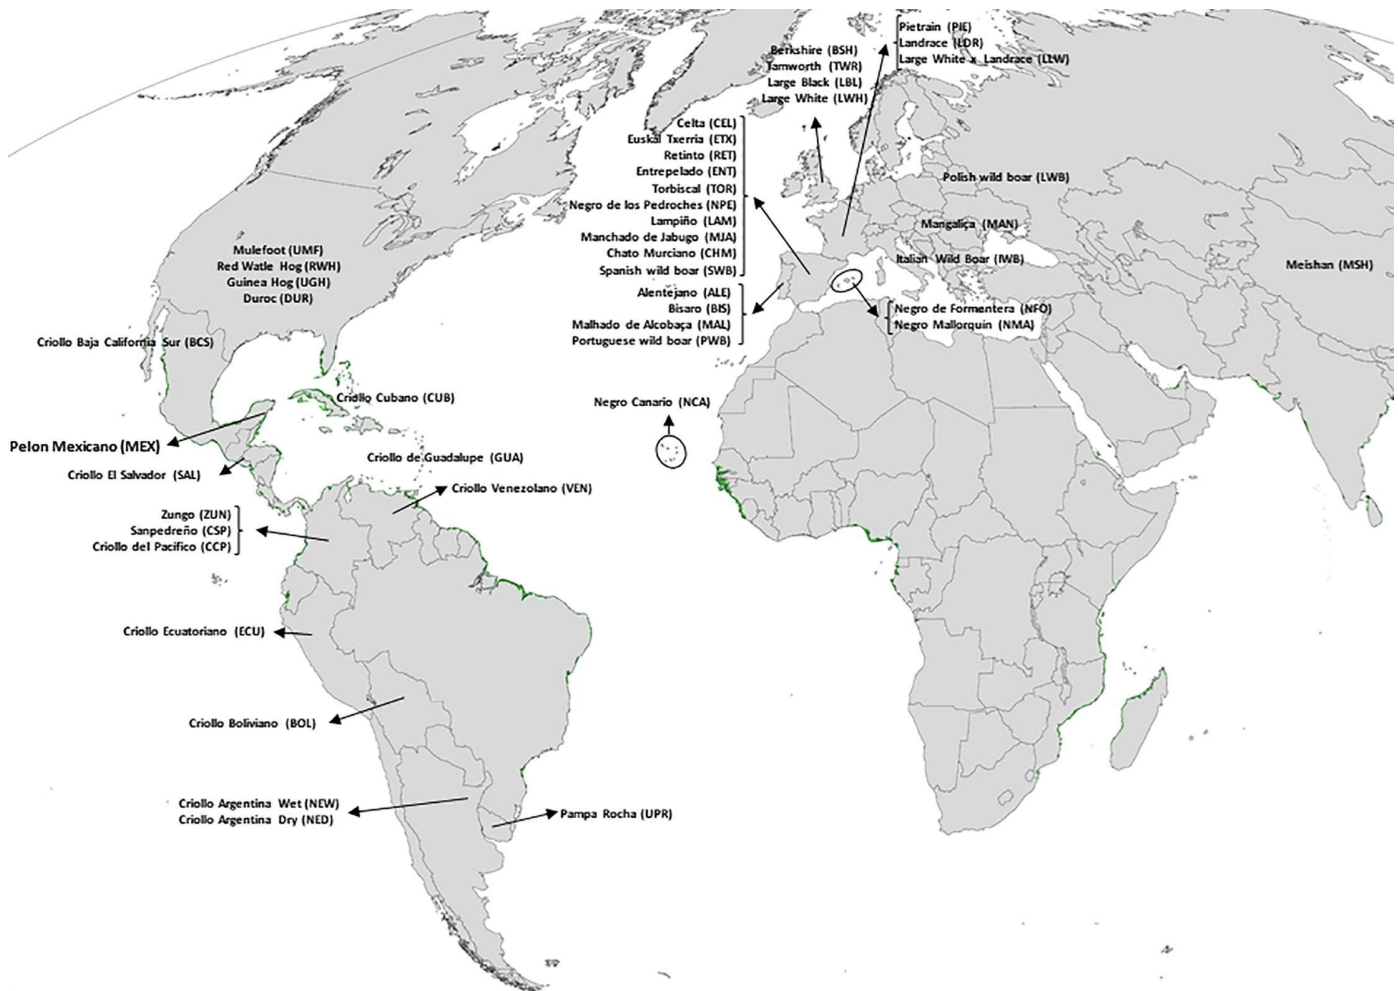 Pietrain (PIE)
Landrace (LDR)
Large White x Landrace (LLW)
Berkshire (BSH)
Tamworth (TWR)
Large Black (LBL)
Large White (LWH)
Celta (CEL)
Euskal Txerria (ETX)
Retinto (RET)
Entrepelado (ENT)
Torbiscal (TOR)
Negro de los Pedroches (NPE)
Lampiño (LAM)
Manchado de Jabugo (MJA)
Chato Murciano (CHM)
Spanish wild boar (SWB)
Alentejano (ALE)
Bisaro (BIS)
Malhado de Alcobaça (MAL)
Portuguese wild boar (PWB)
Polish wild boar (LWB)
Mangaliça (MAN)
Italian Wild Boar (IWB)
Meishan (MSH)
Negro de Formentera (NFO)
Negro Mallorquín (NMA)
Mulefoot (UMF)
Red Watle Hog (RWH)
Guinea Hog (UGH)
Duroc (DUR)
Criollo Baja California Sur (BCS)
Criollo Cubano (CUB)
Negro Canario (NCA)
Pelon Mexicano (MEX)
Criollo de Guadalupe (GUA)
Criollo El Salvador (SAL)
Criollo Venezolano (VEN)
Zungo (ZUN)
Sanpedreño (CSP)
Criollo del Pacifico (CCP)
Criollo Ecuatoriano (ECU)
Criollo Boliviano (BOL)
Criollo Argentina Wet (NEW)
Criollo Argentina Dry (NED)
Pampa Rocha (UPR)